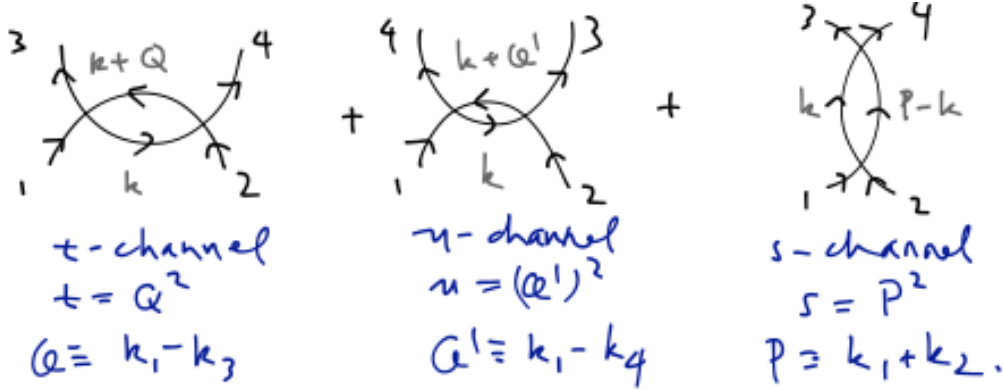 3 4 4 3 3 4
k + Q k + Q' k P - k
+ +
1 k 2 1 k 2 1 2
t - channel u - channel s - channel
t = Q² u = (Q')² s = P²
Q ≡ k₁ - k₃ Q' ≡ k₁ - k₄ P ≡ k₁ + k₂.